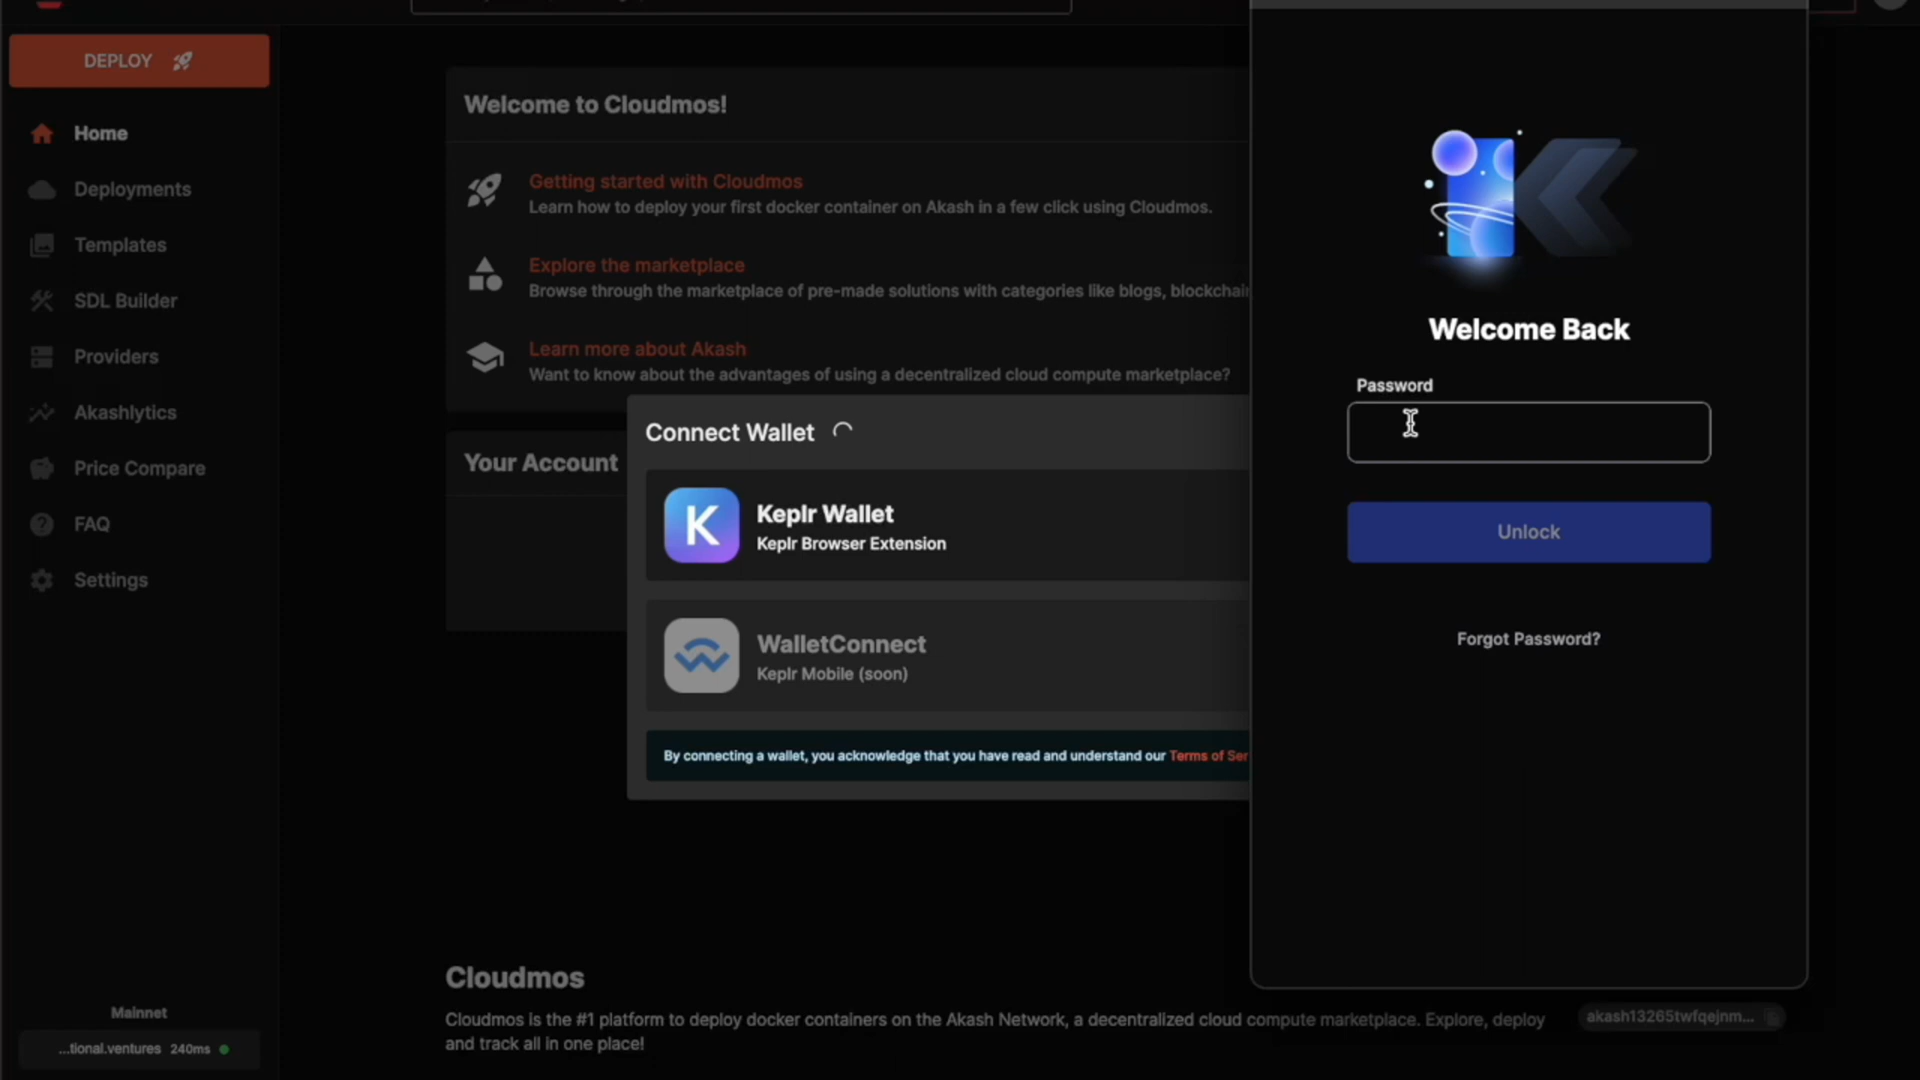 DEPLOY
Home
Deployments
Templates
SDL Builder
Providers
Akashlytics
Price Compare
FAQ
Settings
Mainnet
...tional.ventures 240ms
Welcome to Cloudmos!
Getting started with Cloudmos
Learn how to deploy your first docker container on Akash in a few click using Cloudmos.
Explore the marketplace
Browse through the marketplace of pre-made solutions with categories like blogs, blockchain
Learn more about Akash
Want to know about the advantages of using a decentralized cloud compute marketplace?
Your Account
Connect Wallet
K
Keplr Wallet
Keplr Browser Extension
WalletConnect
Keplr Mobile (soon)
By connecting a wallet, you acknowledge that you have read and understand our Terms of Ser
Welcome Back
Password
Unlock
Forgot Password?
Cloudmos
Cloudmos is the #1 platform to deploy docker containers on the Akash Network, a decentralized cloud compute marketplace. Explore, deploy
and track all in one place!
akash13265twfqejnm...